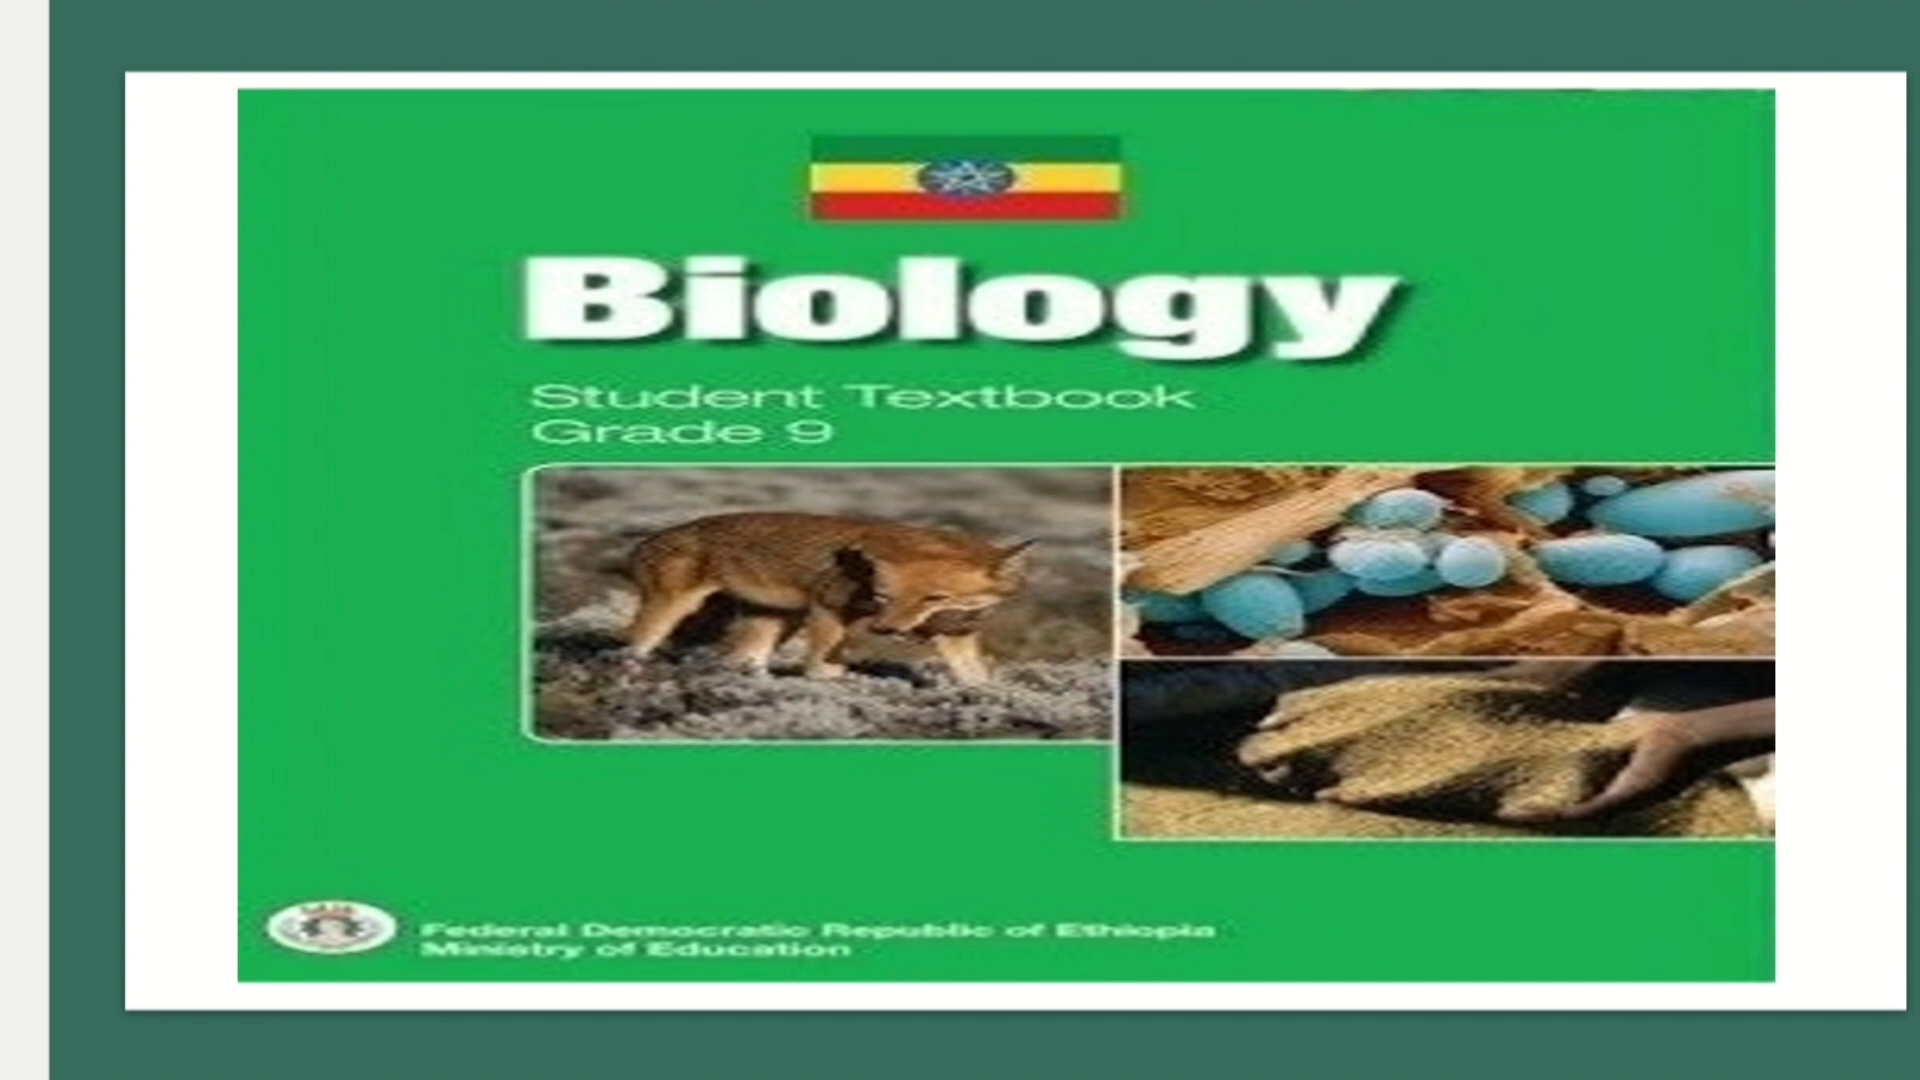 Biology
Student Textbook
Grade 9
Federal Democratic Republic of Ethiopia
Ministry of Education